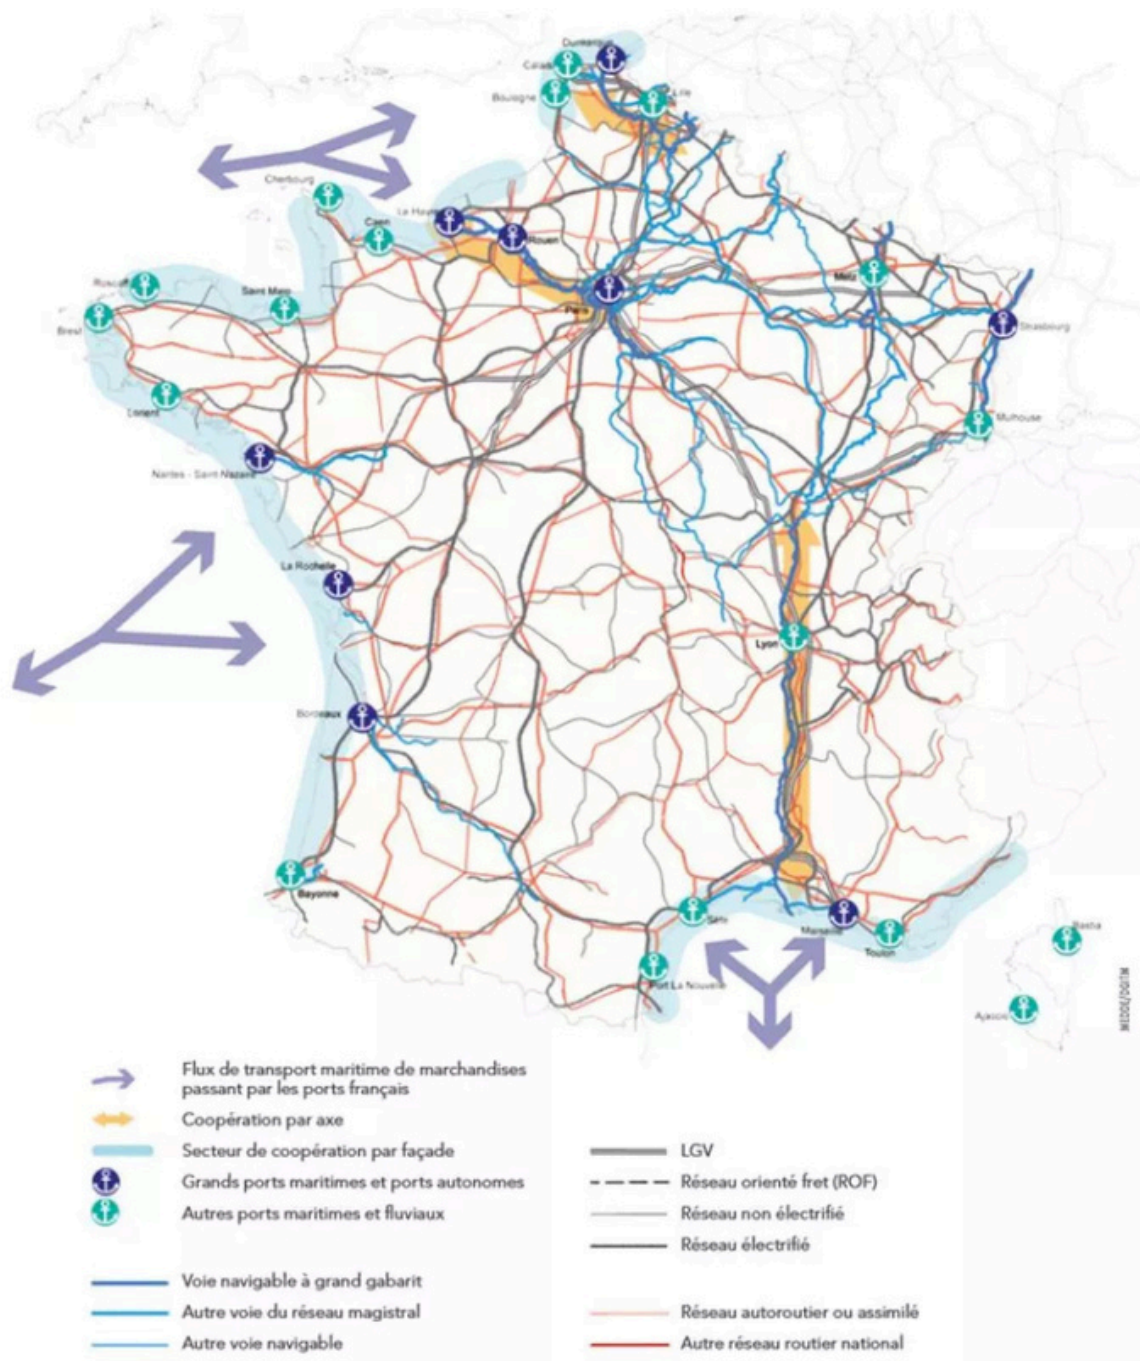 Dunkerque
Calais
Boulogne
Lille
Cherbourg
Le Havre
Caen
Rouen
Metz
Roscoff
Saint Malo
Paris
Strasbourg
Brest
Lorient
Mulhouse
Nantes - Saint-Nazaire
La Rochelle
Lyon
Bordeaux
Bayonne
Sète
Marseille
Toulon
Bastia
Port La Nouvelle
Ajaccio
Flux de transport maritime de marchandises
passant par les ports français
Coopération par axe
Secteur de coopération par façade
Grands ports maritimes et ports autonomes
Autres ports maritimes et fluviaux
Voie navigable à grand gabarit
Autre voie du réseau magistral
Autre voie navigable
LGV
Réseau orienté fret (ROF)
Réseau non électrifié
Réseau électrifié
Réseau autoroutier ou assimilé
Autre réseau routier national